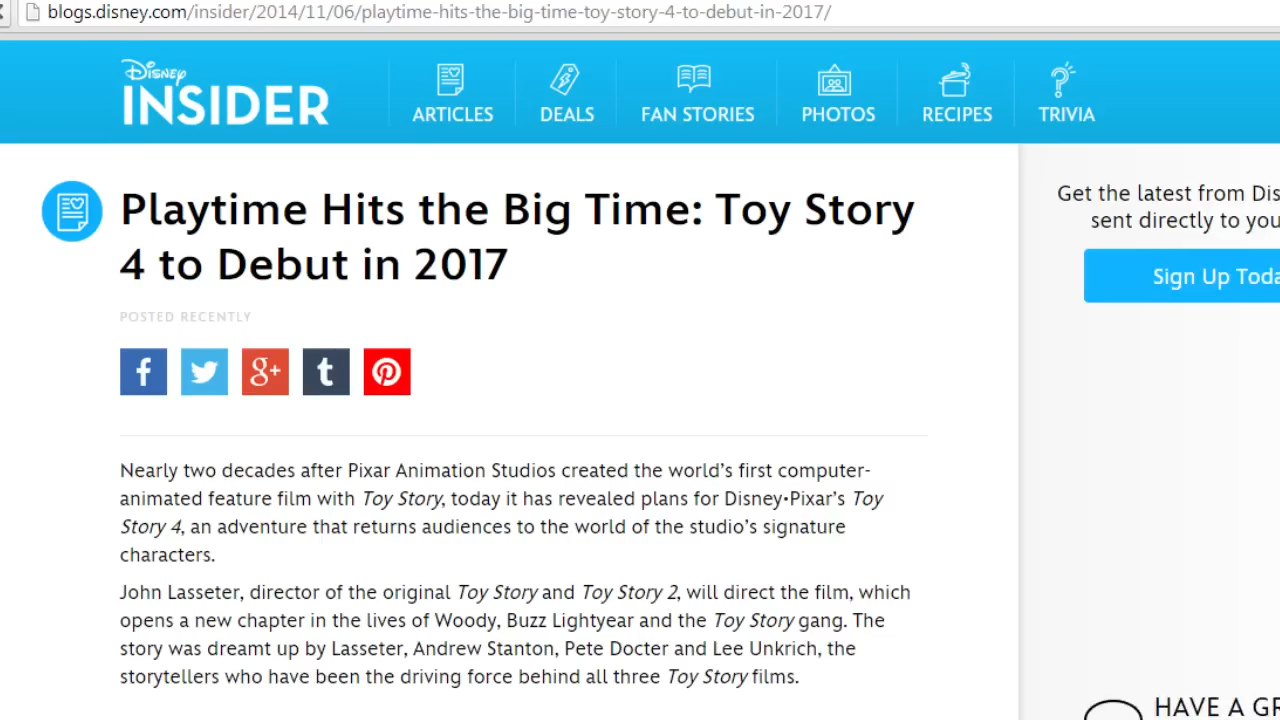 blogs.disney.com/insider/2014/11/06/playtime-hits-the-big-time-toy-story-4-to-debut-in-2017/
Disney
INSIDER
ARTICLES DEALS FAN STORIES PHOTOS RECIPES TRIVIA
Playtime Hits the Big Time: Toy Story
4 to Debut in 2017
POSTED RECENTLY
f g+ t
Nearly two decades after Pixar Animation Studios created the world’s first computer-
animated feature film with Toy Story, today it has revealed plans for Disney•Pixar’s Toy
Story 4, an adventure that returns audiences to the world of the studio’s signature
characters.
John Lasseter, director of the original Toy Story and Toy Story 2, will direct the film, which
opens a new chapter in the lives of Woody, Buzz Lightyear and the Toy Story gang. The
story was dreamt up by Lasseter, Andrew Stanton, Pete Docter and Lee Unkrich, the
storytellers who have been the driving force behind all three Toy Story films.
Get the latest from Dis
sent directly to you
Sign Up Toda
HAVE A GR